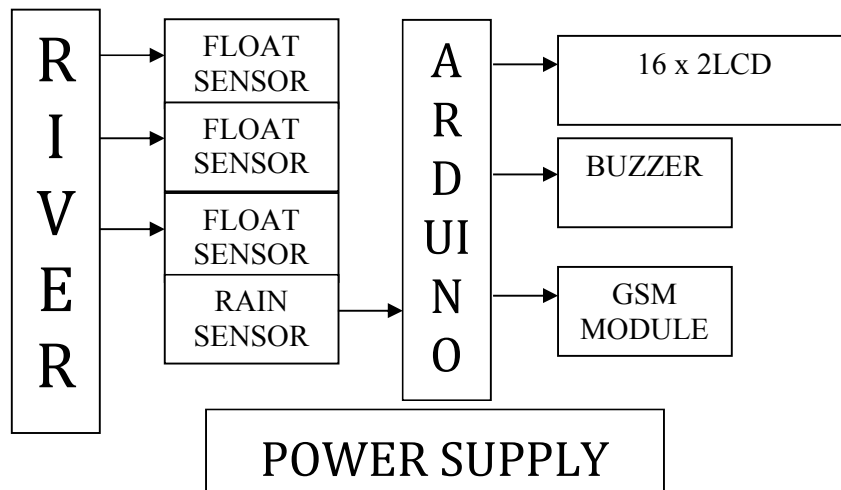 R
I
V
E
R
FLOAT
SENSOR
FLOAT
SENSOR
FLOAT
SENSOR
RAIN
SENSOR
A
R
D
UI
N
O
16 x 2LCD
BUZZER
GSM
MODULE
POWER SUPPLY